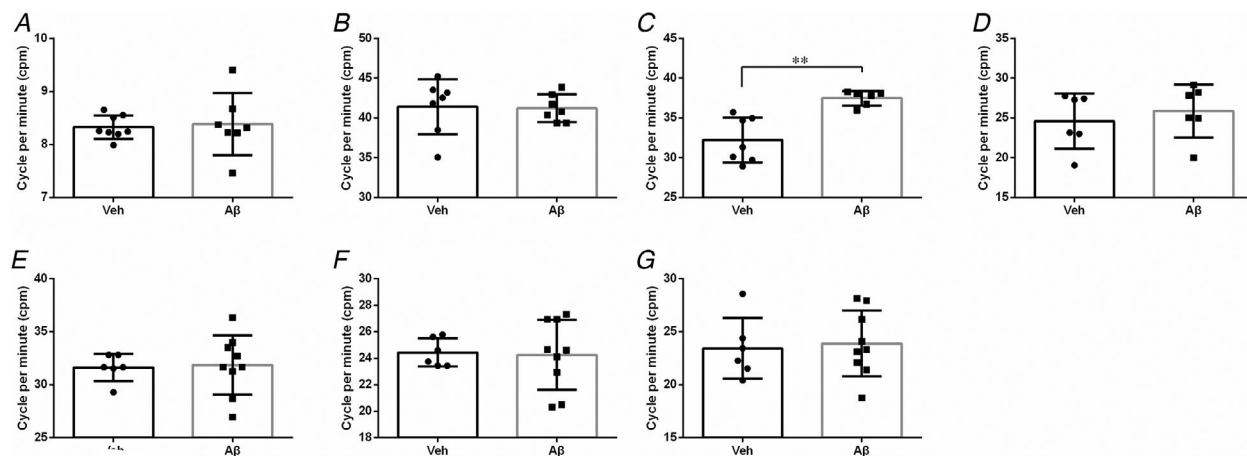 A
Cycle per minute (cpm)
10
9
8
7
Veh
Aβ
B
Cycle per minute (cpm)
50
45
40
35
30
Veh
Aβ
C
Cycle per minute (cpm)
45
40
35
30
25
**
Veh
Aβ
D
Cycle per minute (cpm)
35
30
25
20
15
Veh
Aβ
E
Cycle per minute (cpm)
40
35
30
25
Aβ
F
Cycle per minute (cpm)
30
28
26
24
22
20
18
Veh
Aβ
G
Cycle per minute (cpm)
30
25
20
15
Veh
Aβ